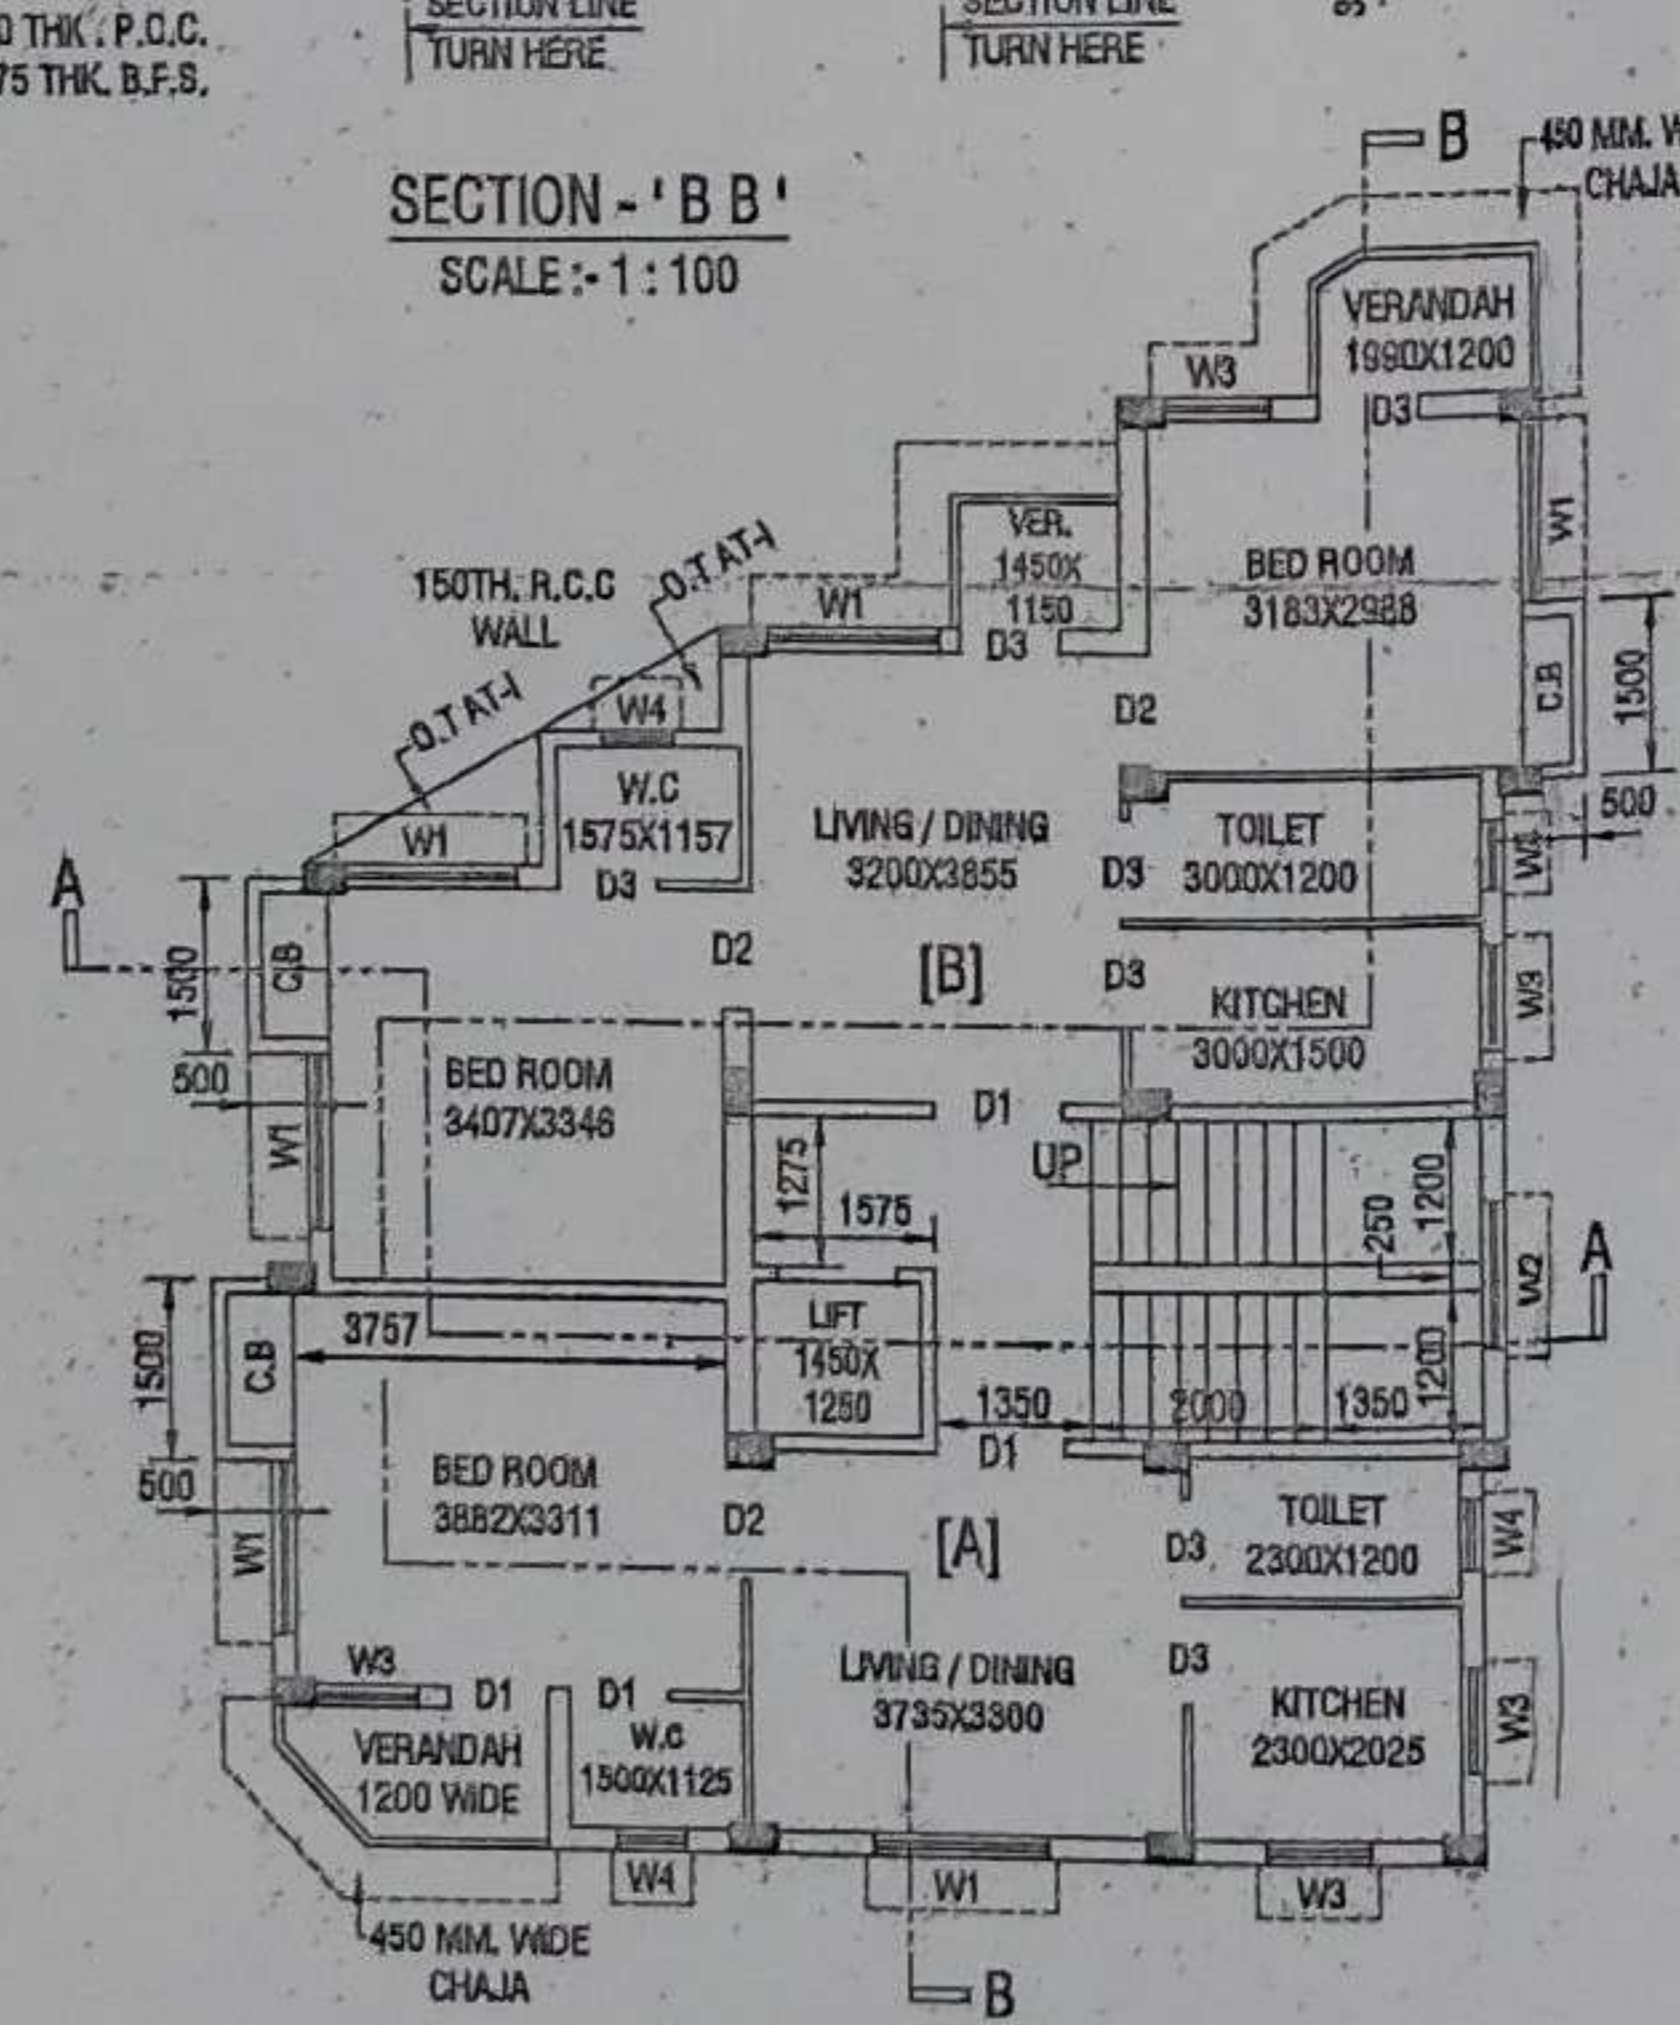 THK. P.C.C.
75 THK. B.F.S.
SECTION LINE
TURN HERE
SECTION LINE
TURN HERE
SECTION - 'B B'
SCALE :- 1 : 100
B
450 MM.
CHAJA
VERANDAH
1990X1200
W3
D3
VER.
1450X
1150
D3
W1
BED ROOM
3183X2988
W1
C.B
1500
500
150TH. R.C.C
WALL
O.T AT-I
O.T AT-I
W4
W1
W.C
1575X1157
D3
D2
LIVING / DINING
3200X3855
D3
TOILET
3000X1200
A
C.B
1500
D2
[B]
D3
KITCHEN
3000X1500
W3
500
W1
BED ROOM
3407X3346
D1
1275
1575
UP
250
1200
W2
A
LIFT
1450X
1250
3757
C.B
1500
1350
2000
1350
1200
D1
500
W1
BED ROOM
3882X3311
D2
[A]
D3
TOILET
2300X1200
W4
W3
D1
D1
LIVING / DINING
3735X3300
D3
KITCHEN
2300X2025
W3
VERANDAH
1200 WIDE
W.C
1500X1125
W4
W1
W3
450 MM. WIDE
CHAJA
B